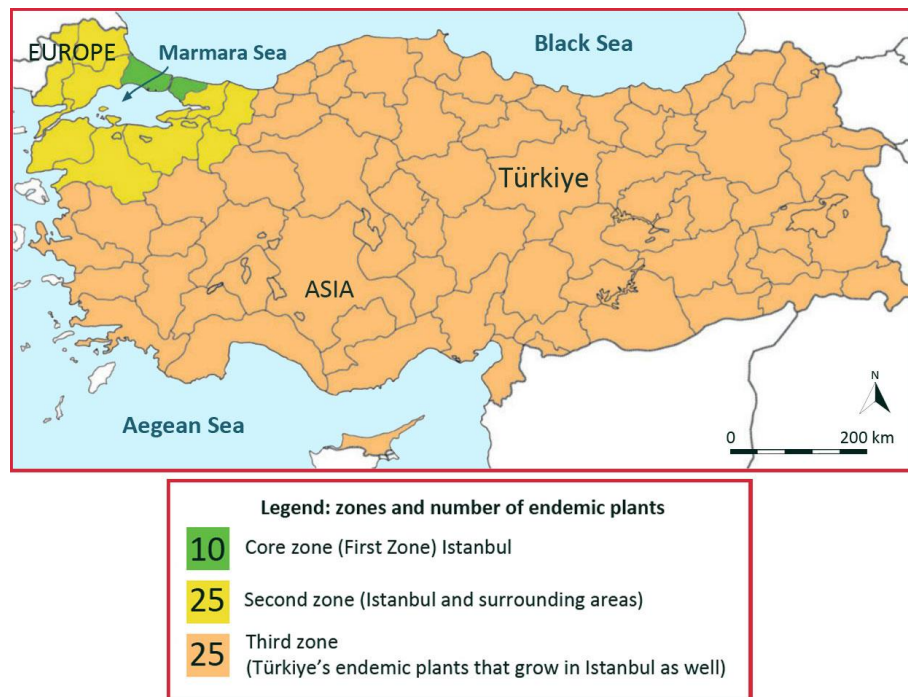 EUROPE
Marmara Sea
Black Sea
Türkiye
ASIA
Aegean Sea
N
0 200 km
Legend: zones and number of endemic plants
10 Core zone (First Zone) Istanbul
25 Second zone (Istanbul and surrounding areas)
25 Third zone
(Türkiye's endemic plants that grow in Istanbul as well)